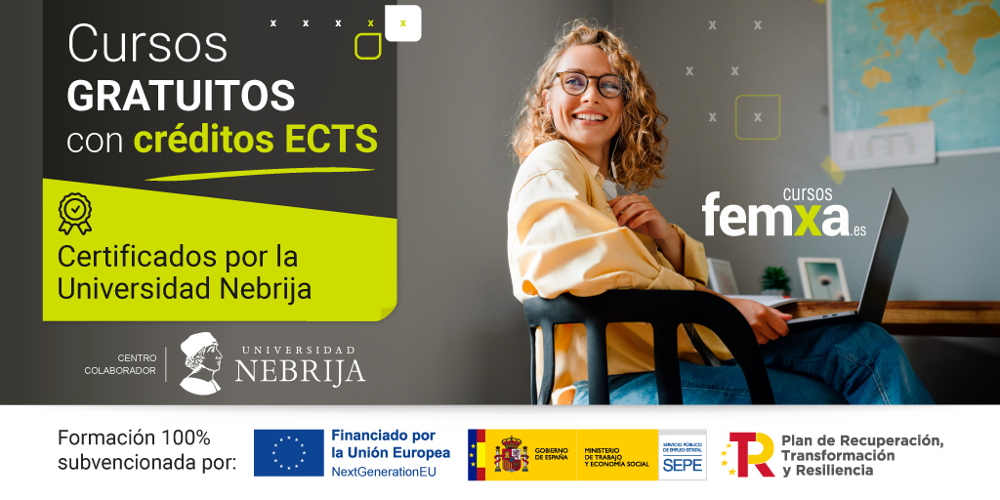 Cursos
GRATUITOS
con créditos ECTS
Certificados por la
Universidad Nebrija
CENTRO
COLABORADOR
UNIVERSIDAD
NEBRIJA
cursos
femxa.es
Formación 100%
subvencionada por:
Financiado por
la Unión Europea
NextGenerationEU
GOBIERNO
DE ESPAÑA
MINISTERIO
DE TRABAJO
Y ECONOMÍA SOCIAL
SERVICIO PÚBLICO
DE EMPLEO ESTATAL
SEPE
TR
Plan de Recuperación,
Transformación
y Resiliencia